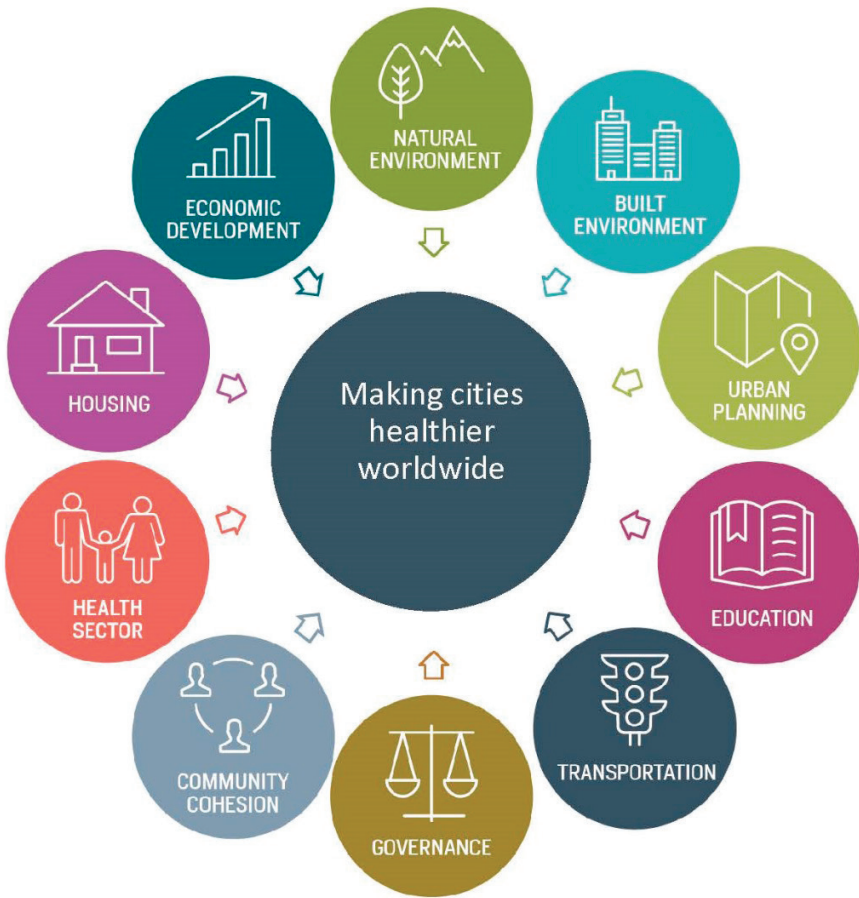 NATURAL
ENVIRONMENT
BUILT
ENVIRONMENT
URBAN
PLANNING
EDUCATION
TRANSPORTATION
GOVERNANCE
COMMUNITY
COHESION
HEALTH
SECTOR
HOUSING
ECONOMIC
DEVELOPMENT
Making cities
healthier
worldwide